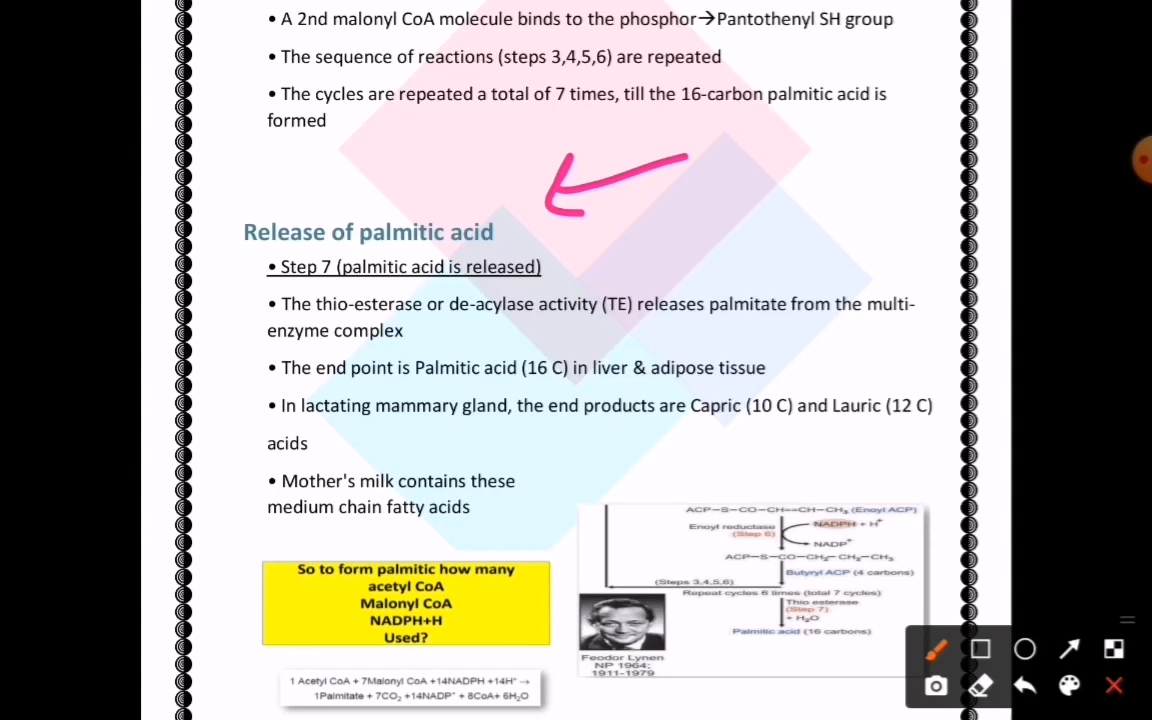 • A 2nd malonyl CoA molecule binds to the phosphor→Pantothenyl SH group
• The sequence of reactions (steps 3,4,5,6) are repeated
• The cycles are repeated a total of 7 times, till the 16-carbon palmitic acid is
formed
Release of palmitic acid
• Step 7 (palmitic acid is released)
• The thio-esterase or de-acylase activity (TE) releases palmitate from the multi-
enzyme complex
• The end point is Palmitic acid (16 C) in liver & adipose tissue
• In lactating mammary gland, the end products are Capric (10 C) and Lauric (12 C)
acids
• Mother's milk contains these
medium chain fatty acids
ACP–S–CO–CH==CH–CH₃ (Enoyl ACP)
Enoyl reductase
(Step 6)
NADPH + H⁺
NADP⁺
ACP–S–CO–CH₂–CH₂–CH₃
Butyryl ACP (4 carbons)
(Steps 3,4,5,6)
Repeat cycles 6 times (total 7 cycles)
Thio esterase
(Step 7)
+ H₂O
Palmitic acid (16 carbons)
Feodor Lynen
NP 1964;
1911-1979
So to form palmitic how many
acetyl CoA
Malonyl CoA
NADPH+H
Used?
1 Acetyl CoA + 7Malonyl CoA +14NADPH +14H⁺ →
1Palmitate + 7CO₂ +14NADP⁺ + 8CoA+ 6H₂O